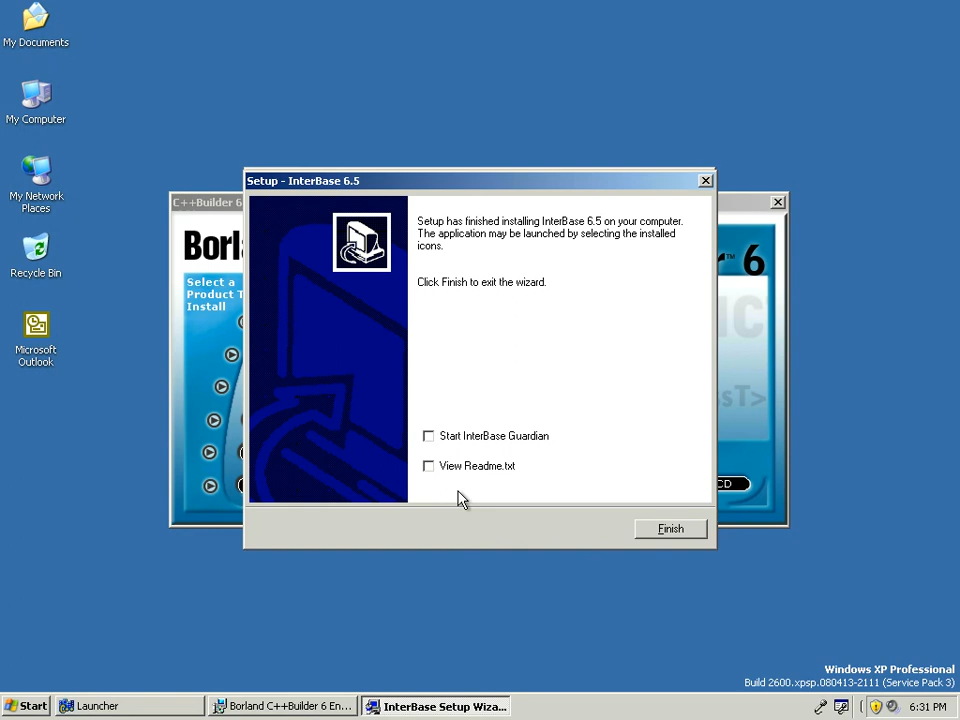 My Documents
My Computer
My Network
Places
Recycle Bin
Microsoft
Outlook
C++Builder 6
Borl
Select a
Product T
Install
™ 6
CD
Setup - InterBase 6.5
Setup has finished installing InterBase 6.5 on your computer.
The application may be launched by selecting the installed
icons.
Click Finish to exit the wizard.
Start InterBase Guardian
View Readme.txt
Finish
Windows XP Professional
Build 2600.xpsp.080413-2111 (Service Pack 3)
Start
Launcher
Borland C++Builder 6 En...
InterBase Setup Wiza...
6:31 PM